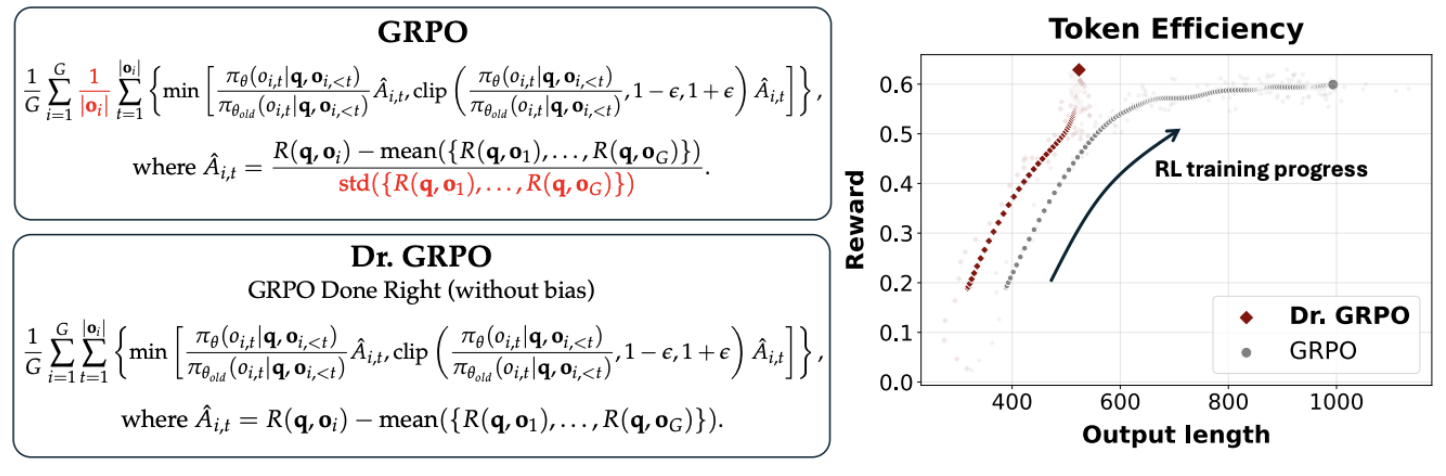 GRPO
$\frac{1}{G}\sum_{i=1}^{G}\frac{1}{|\mathbf{o}_i|}\sum_{t=1}^{|\mathbf{o}_i|}\left\{\min\left[\frac{\pi_\theta(o_{i,t}|\mathbf{q},\mathbf{o}_{i,<t})}{\pi_{\theta_{old}}(o_{i,t}|\mathbf{q},\mathbf{o}_{i,<t})}\hat{A}_{i,t},\text{clip}\left(\frac{\pi_\theta(o_{i,t}|\mathbf{q},\mathbf{o}_{i,<t})}{\pi_{\theta_{old}}(o_{i,t}|\mathbf{q},\mathbf{o}_{i,<t})},1-\epsilon,1+\epsilon\right)\hat{A}_{i,t}\right]\right\},$
where $\hat{A}_{i,t}=\frac{R(\mathbf{q},\mathbf{o}_i)-\text{mean}(\{R(\mathbf{q},\mathbf{o}_1),\ldots,R(\mathbf{q},\mathbf{o}_G)\})}{\text{std}(\{R(\mathbf{q},\mathbf{o}_1),\ldots,R(\mathbf{q},\mathbf{o}_G)\})}.$
Dr. GRPO
GRPO Done Right (without bias)
$\frac{1}{G}\sum_{i=1}^{G}\sum_{t=1}^{|\mathbf{o}_i|}\left\{\min\left[\frac{\pi_\theta(o_{i,t}|\mathbf{q},\mathbf{o}_{i,<t})}{\pi_{\theta_{old}}(o_{i,t}|\mathbf{q},\mathbf{o}_{i,<t})}\hat{A}_{i,t},\text{clip}\left(\frac{\pi_\theta(o_{i,t}|\mathbf{q},\mathbf{o}_{i,<t})}{\pi_{\theta_{old}}(o_{i,t}|\mathbf{q},\mathbf{o}_{i,<t})},1-\epsilon,1+\epsilon\right)\hat{A}_{i,t}\right]\right\},$
where $\hat{A}_{i,t}=R(\mathbf{q},\mathbf{o}_i)-\text{mean}(\{R(\mathbf{q},\mathbf{o}_1),\ldots,R(\mathbf{q},\mathbf{o}_G)\}).$
Token Efficiency
Reward
0.6
0.5
0.4
0.3
0.2
0.1
0.0
RL training progress
Dr. GRPO
GRPO
400 600 800 1000
Output length